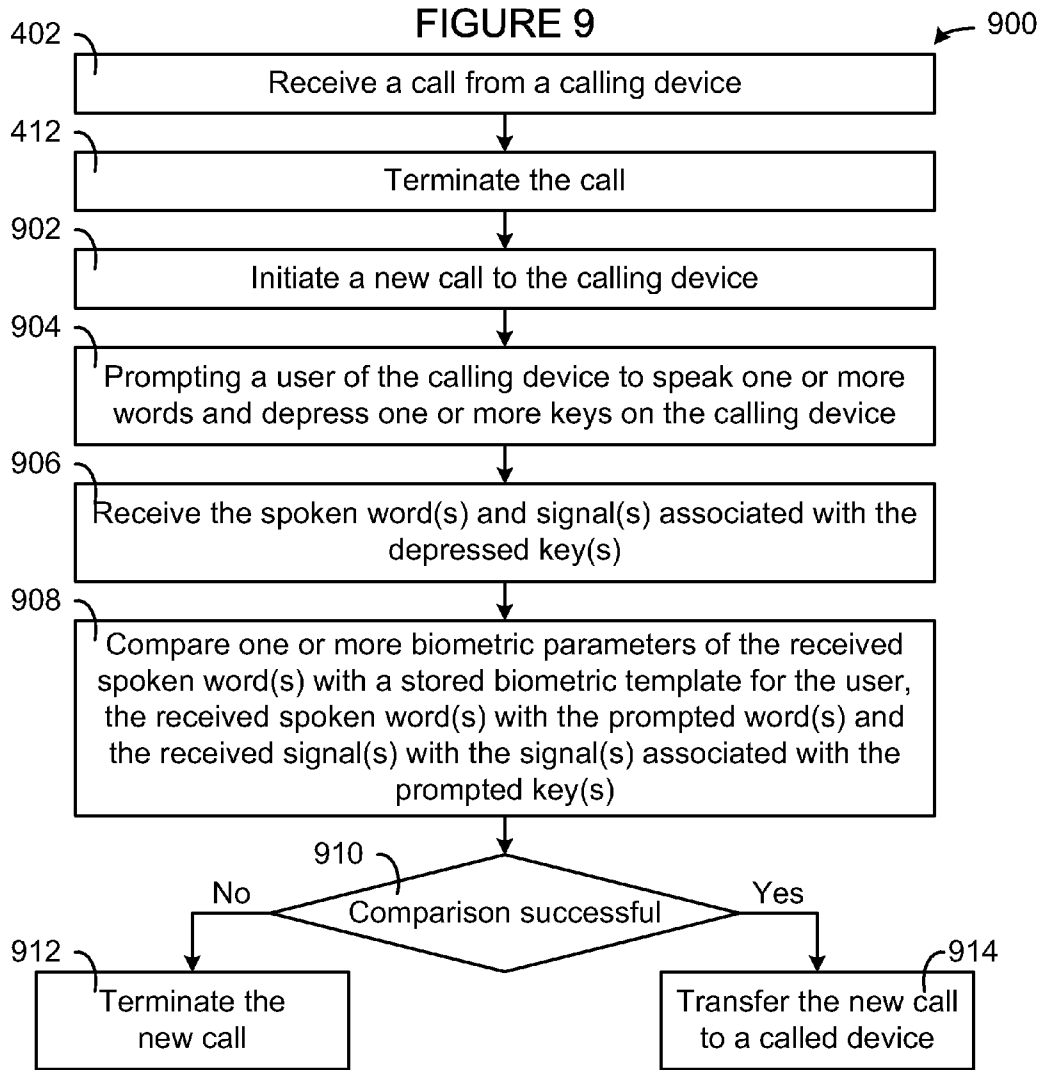 FIGURE 9
900
402
Receive a call from a calling device
412
Terminate the call
902
Initiate a new call to the calling device
904
Prompting a user of the calling device to speak one or more
words and depress one or more keys on the calling device
906
Receive the spoken word(s) and signal(s) associated with the
depressed key(s)
908
Compare one or more biometric parameters of the received
spoken word(s) with a stored biometric template for the user,
the received spoken word(s) with the prompted word(s) and
the received signal(s) with the signal(s) associated with the
prompted key(s)
910
No
Comparison successful
Yes
912
Terminate the
new call
914
Transfer the new call
to a called device